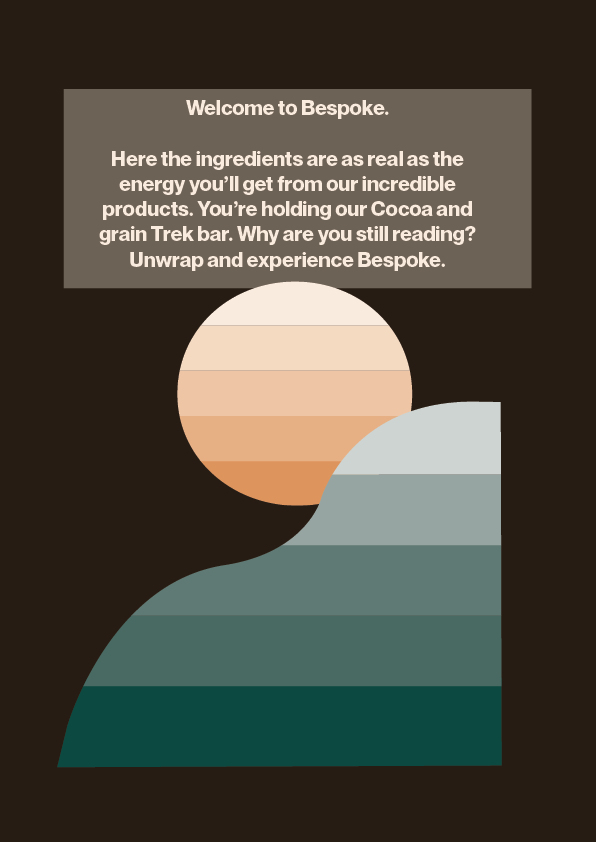 Welcome to Bespoke.
Here the ingredients are as real as the
energy you’ll get from our incredible
products. You’re holding our Cocoa and
grain Trek bar. Why are you still reading?
Unwrap and experience Bespoke.